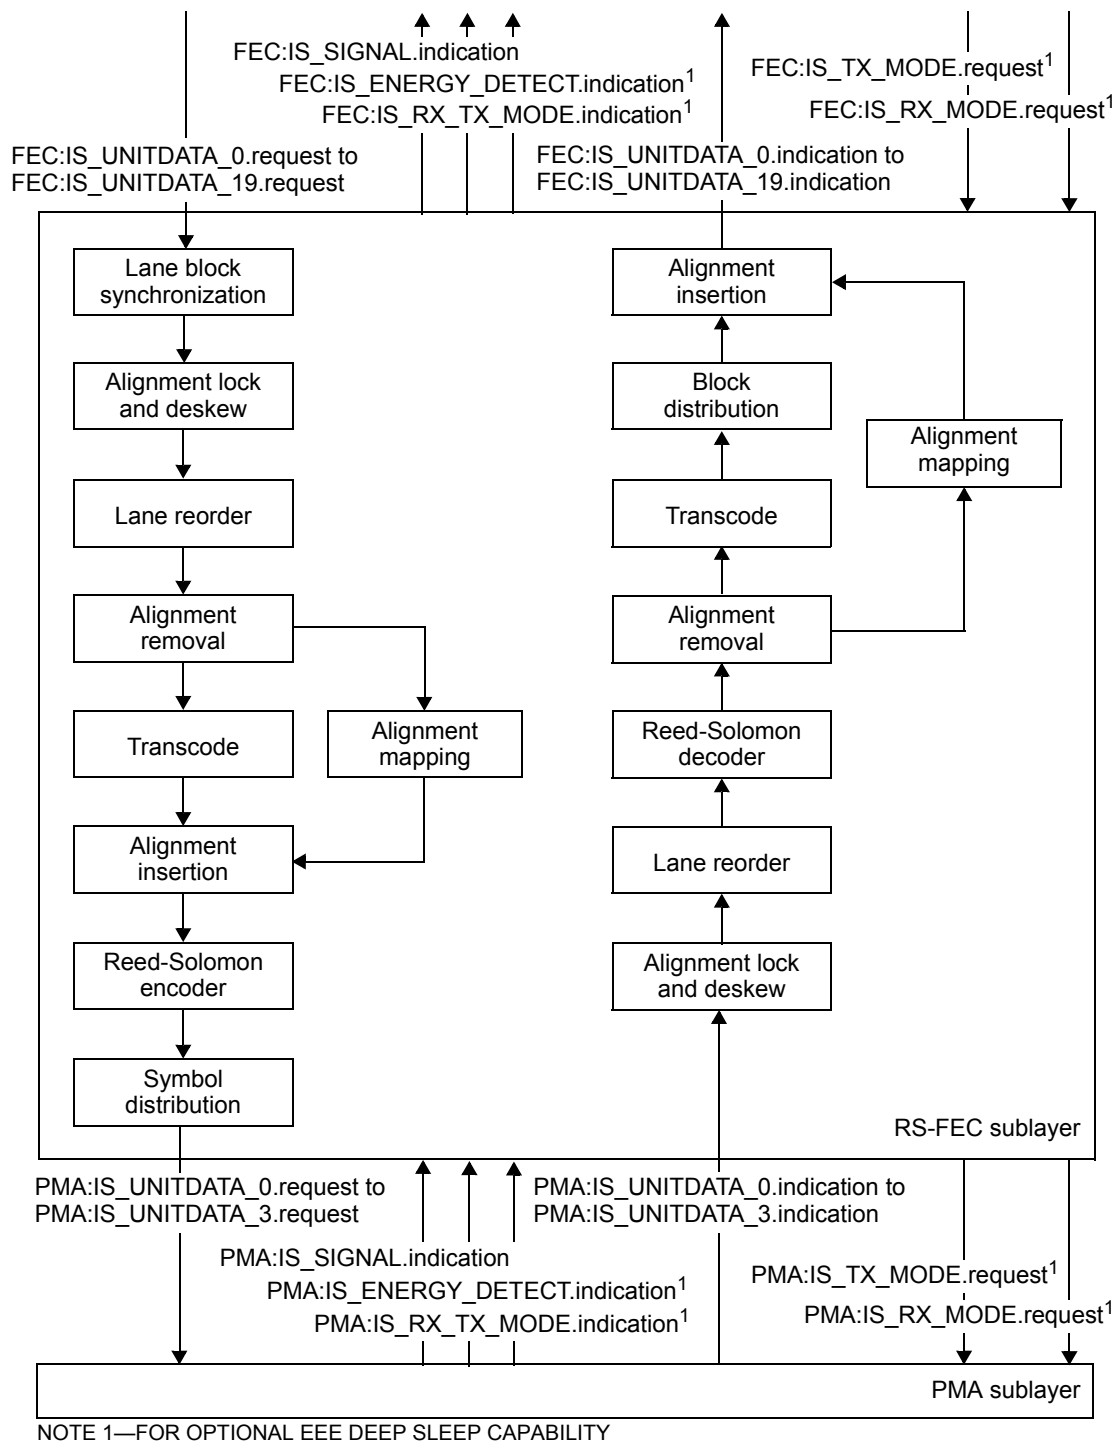 FEC:IS_SIGNAL.indication
FEC:IS_ENERGY_DETECT.indication1
FEC:IS_RX_TX_MODE.indication1
FEC:IS_TX_MODE.request1
FEC:IS_RX_MODE.request1
FEC:IS_UNITDATA_0.request to
FEC:IS_UNITDATA_19.request
FEC:IS_UNITDATA_0.indication to
FEC:IS_UNITDATA_19.indication
Lane block
synchronization
Alignment lock
and deskew
Lane reorder
Alignment
removal
Transcode
Alignment
mapping
Alignment
insertion
Reed-Solomon
encoder
Symbol
distribution
Alignment
insertion
Block
distribution
Alignment
mapping
Transcode
Alignment
removal
Reed-Solomon
decoder
Lane reorder
Alignment lock
and deskew
RS-FEC sublayer
PMA:IS_UNITDATA_0.request to
PMA:IS_UNITDATA_3.request
PMA:IS_UNITDATA_0.indication to
PMA:IS_UNITDATA_3.indication
PMA:IS_SIGNAL.indication
PMA:IS_ENERGY_DETECT.indication1
PMA:IS_RX_TX_MODE.indication1
PMA:IS_TX_MODE.request1
PMA:IS_RX_MODE.request1
PMA sublayer
NOTE 1—FOR OPTIONAL EEE DEEP SLEEP CAPABILITY